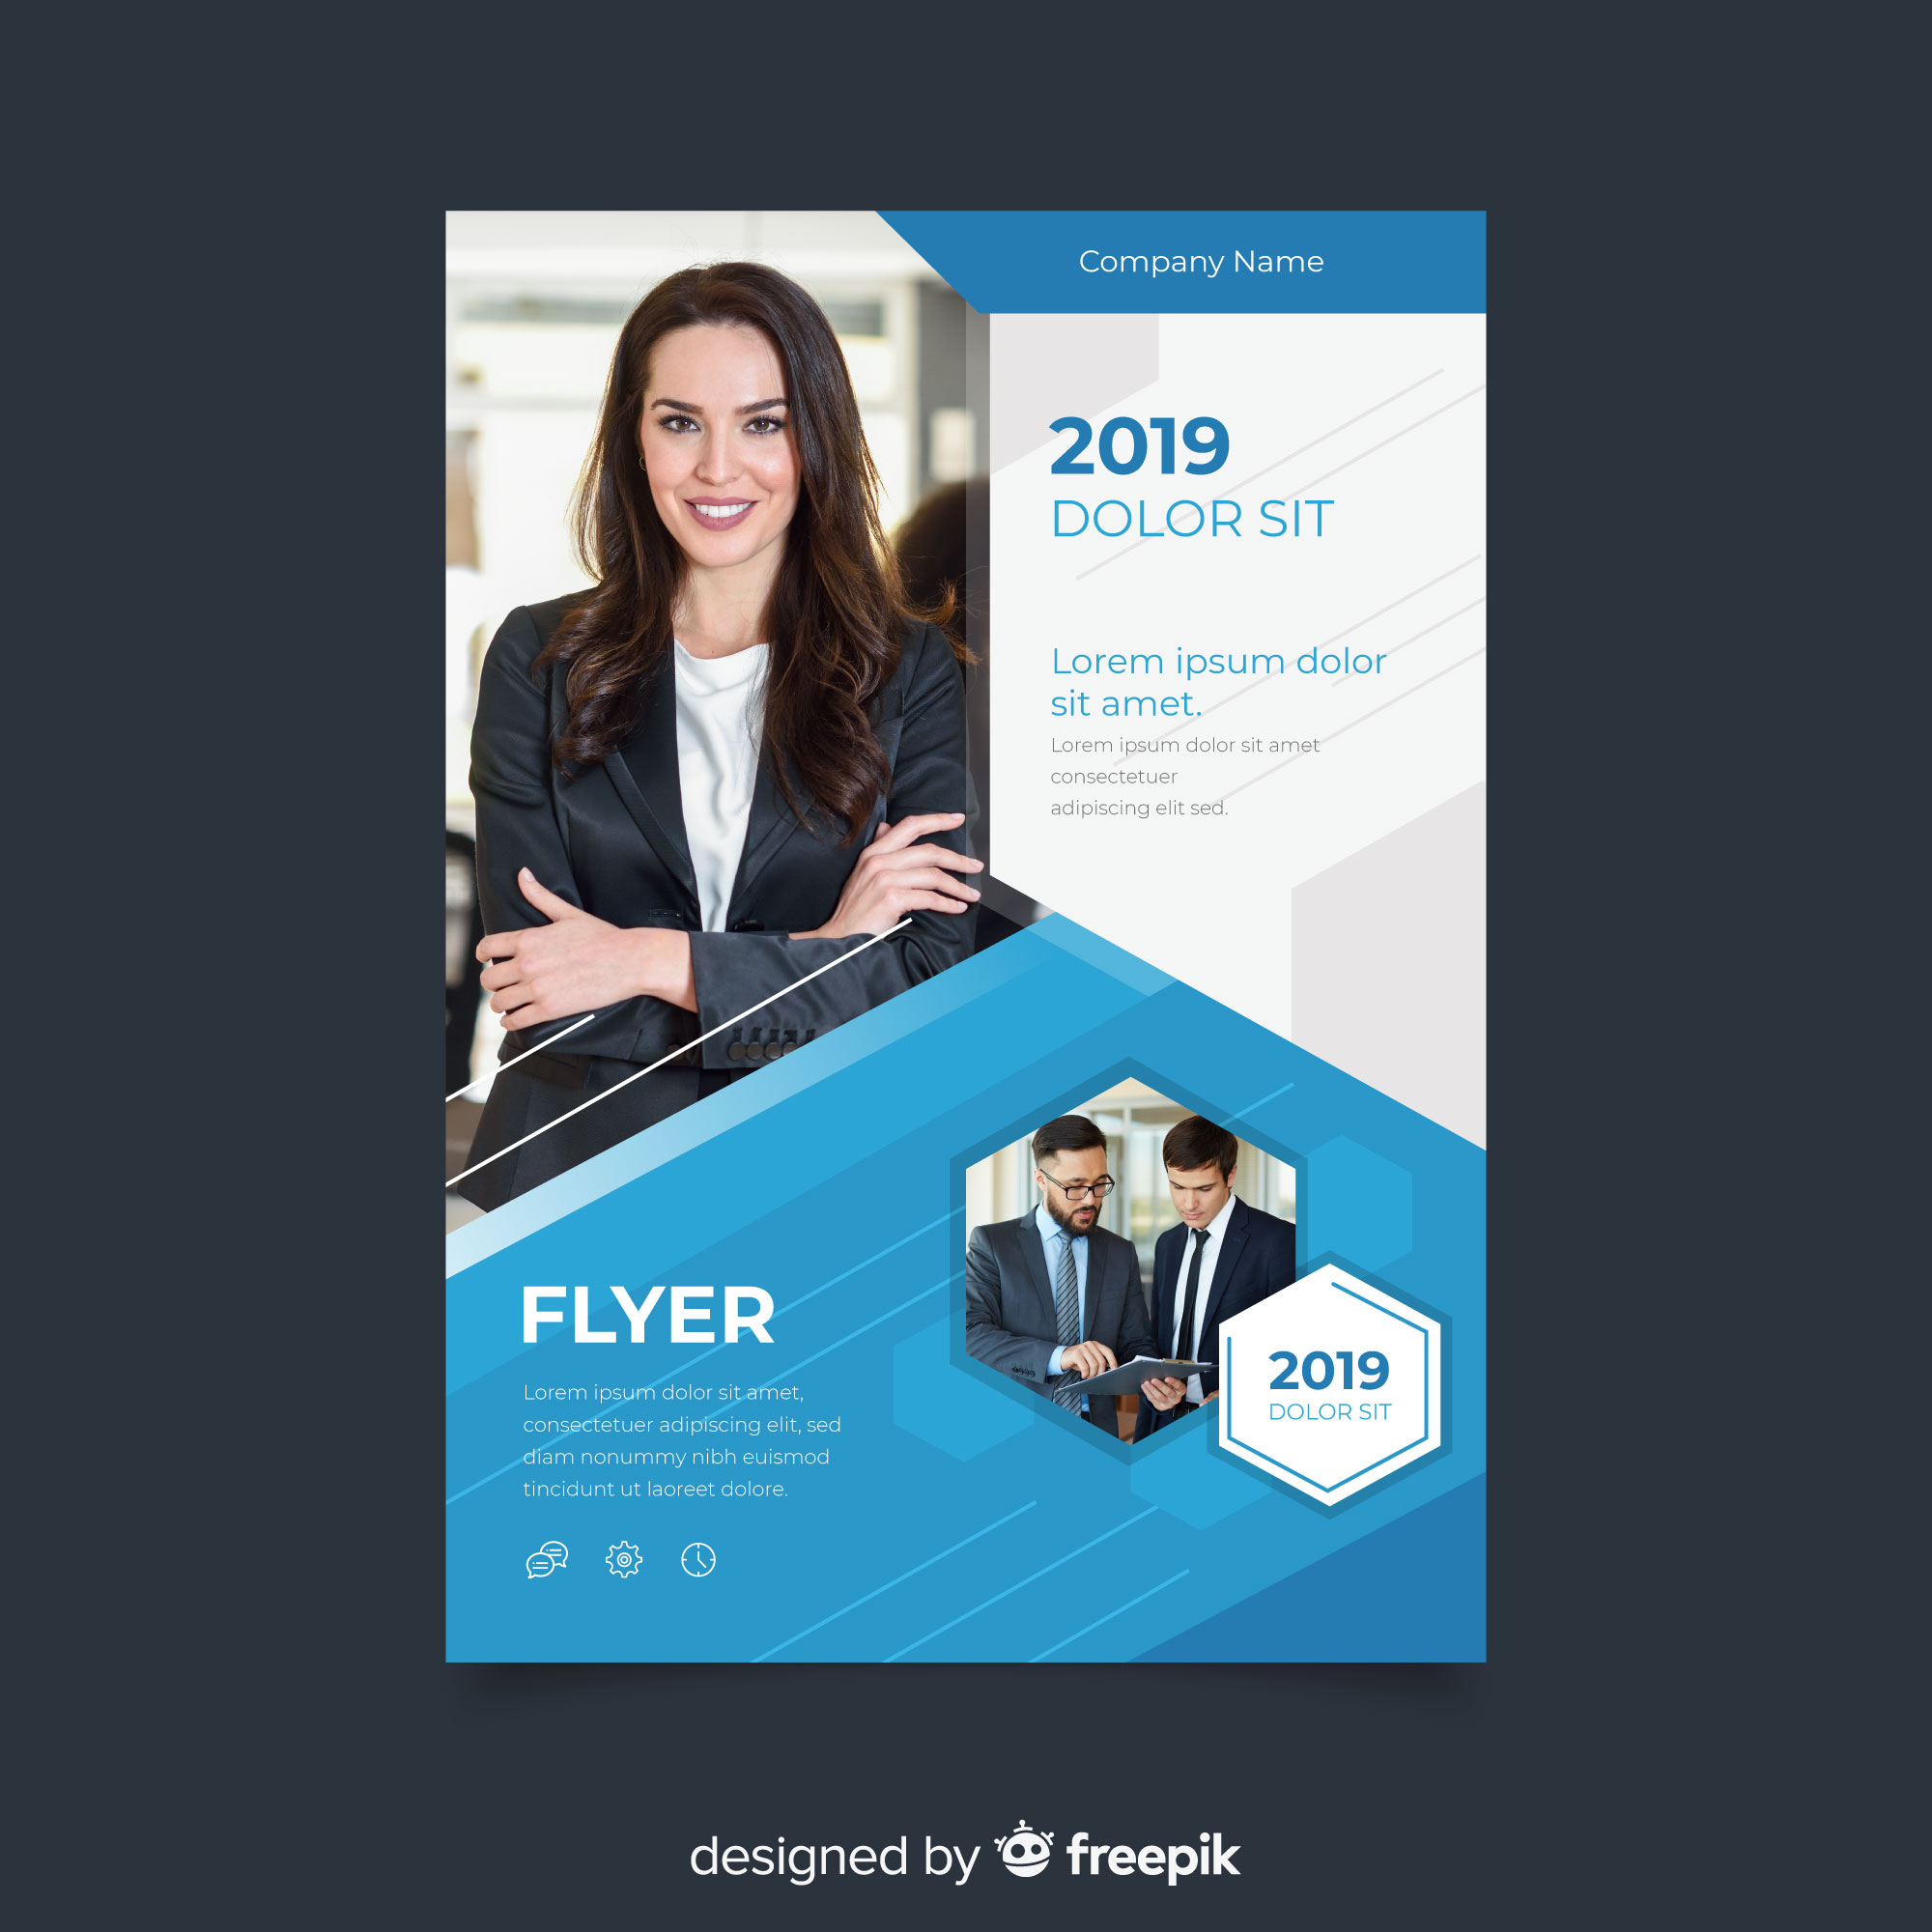 Company Name
2019
DOLOR SIT
Lorem ipsum dolor
sit amet.
Lorem ipsum dolor sit amet
consectetuer
adipiscing elit sed.
FLYER
Lorem ipsum dolor sit amet,
consectetuer adipiscing elit, sed
diam nonummy nibh euismod
tincidunt ut laoreet dolore.
2019
DOLOR SIT
designed by freepik